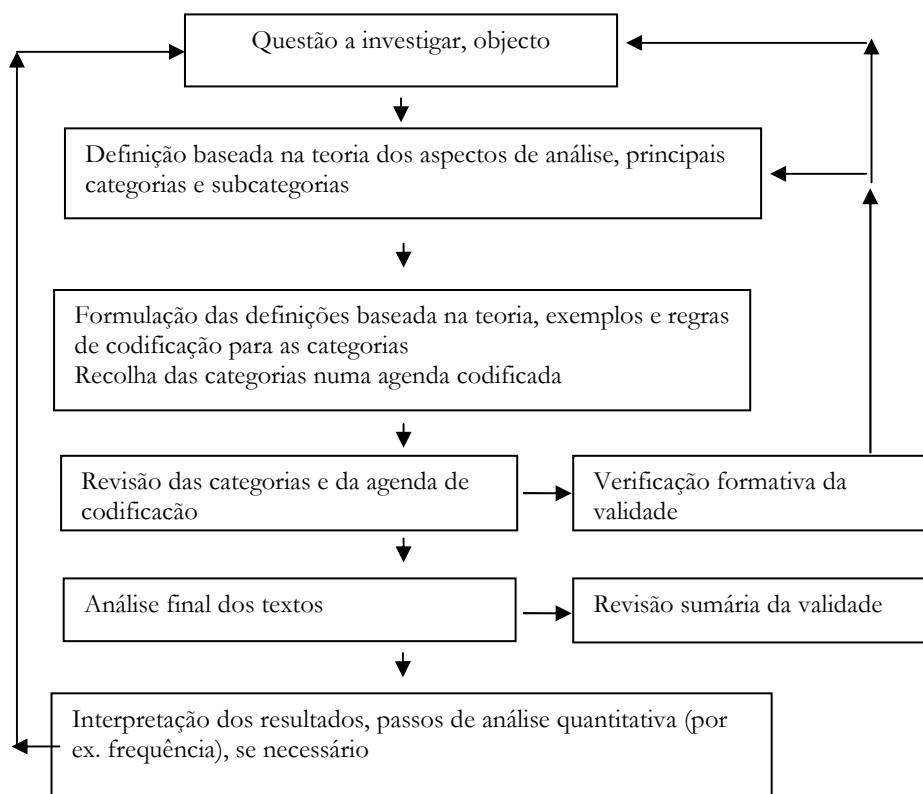 Questão a investigar, objecto
Definição baseada na teoria dos aspectos de análise, principais
categorias e subcategorias
Formulação das definições baseada na teoria, exemplos e regras
de codificação para as categorias
Recolha das categorias numa agenda codificada
Revisão das categorias e da agenda de
codificacão
Verificação formativa da
validade
Análise final dos textos
Revisão sumária da validade
Interpretação dos resultados, passos de análise quantitativa (por
ex. frequência), se necessário